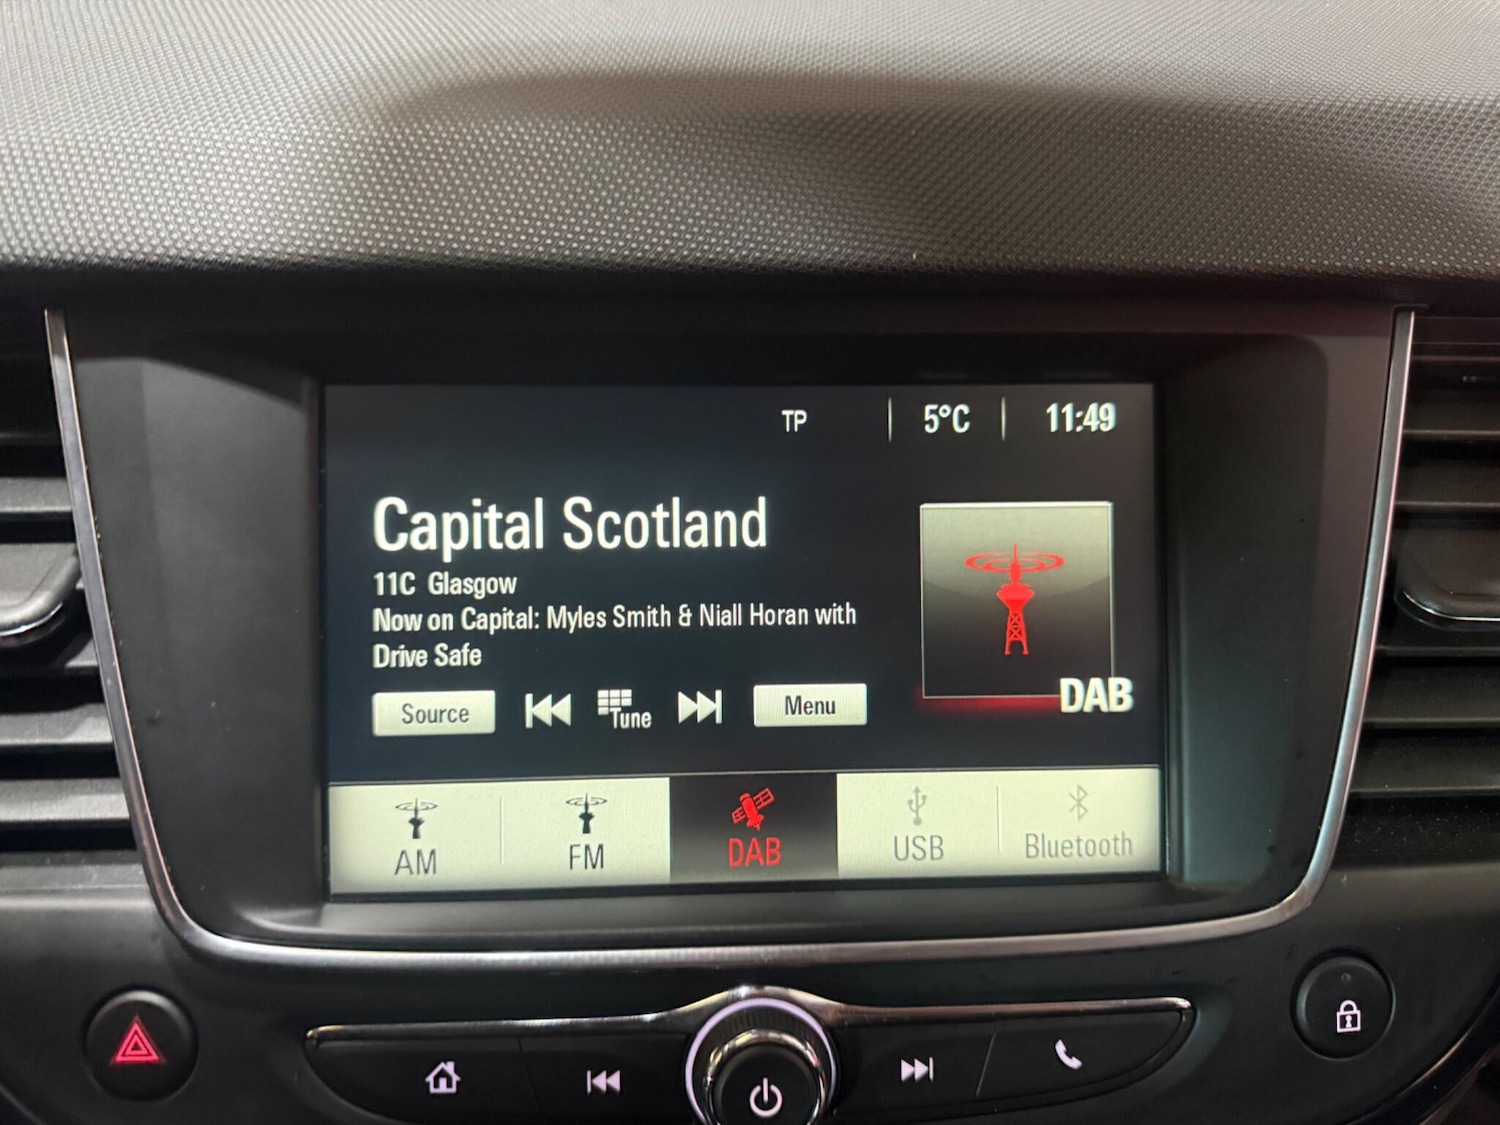 TP 5°C 11:49
Capital Scotland
11C Glasgow
Now on Capital: Myles Smith & Niall Horan with
Drive Safe
Source Tune Menu
DAB
AM FM DAB USB Bluetooth